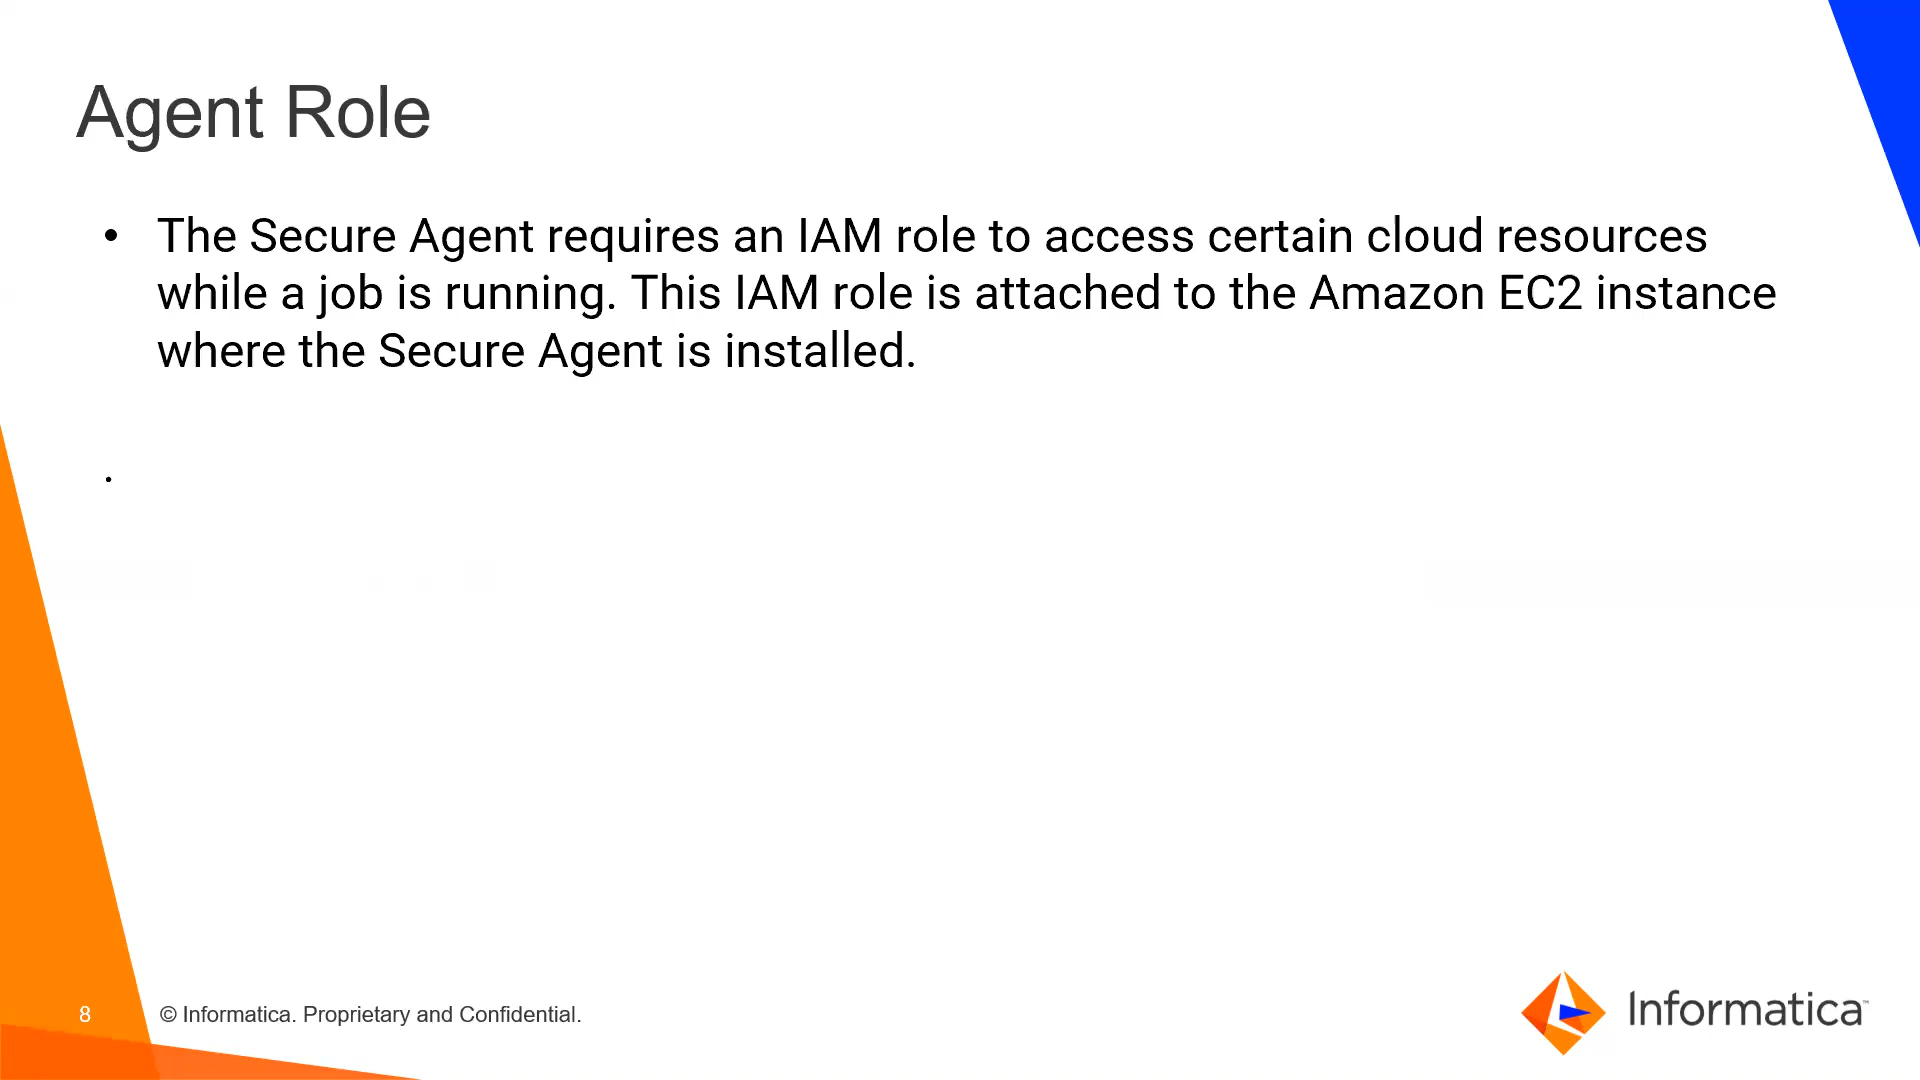 Agent Role
• The Secure Agent requires an IAM role to access certain cloud resources
while a job is running. This IAM role is attached to the Amazon EC2 instance
where the Secure Agent is installed.
•
8 © Informatica. Proprietary and Confidential.
Informatica™